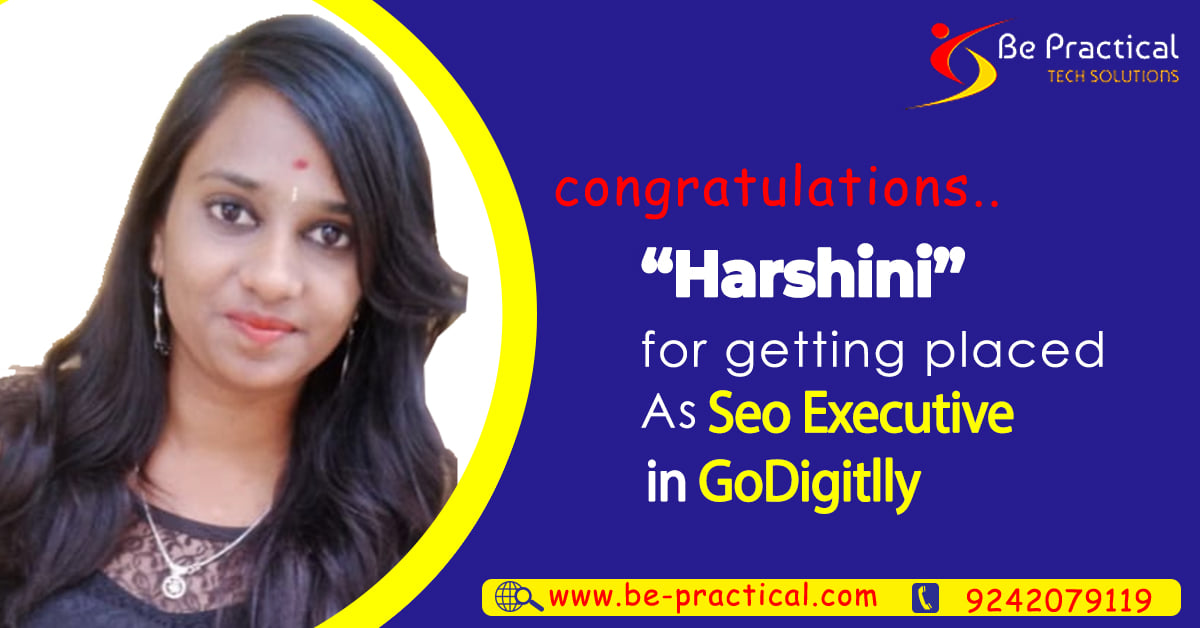 Be Practical
TECH SOLUTIONS
congratulations..
“Harshini”
for getting placed
As Seo Executive
in GoDigitlly
www.be-practical.com 9242079119